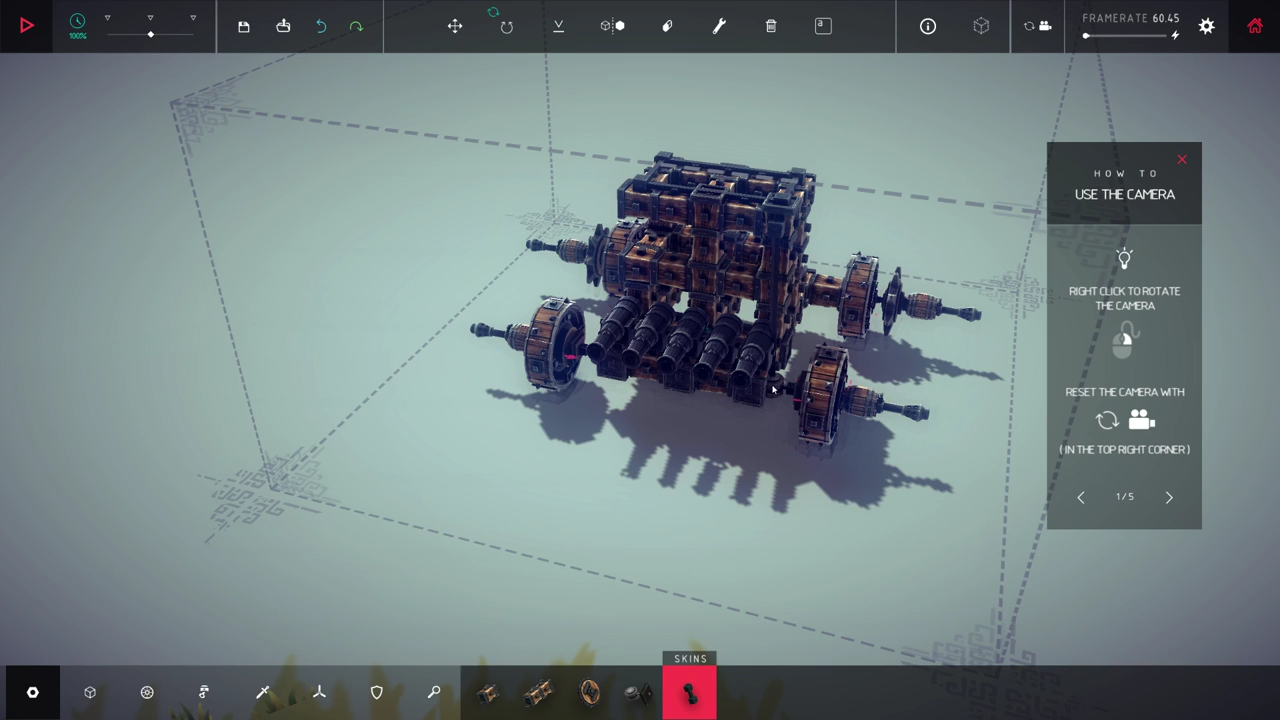 100%
a
FRAMERATE 60.45
HOW TO
USE THE CAMERA
RIGHT CLICK TO ROTATE
THE CAMERA
RESET THE CAMERA WITH
( IN THE TOP RIGHT CORNER )
1/5
SKINS